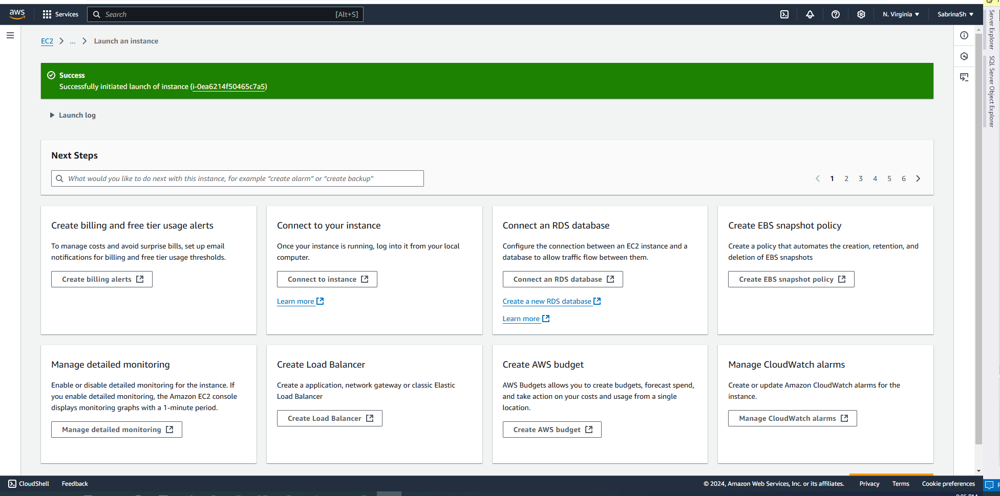 aws
Services
Search
[Alt+S]
N. Virginia
SabrinaSh
Server Explorer
SQL Server Object Explorer
EC2
...
Launch an instance
Success
Successfully initiated launch of instance (i-0ea6214f50465c7a5)
Launch log
Next Steps
What would you like to do next with this instance, for example “create alarm” or “create backup”
1 2 3 4 5 6
Create billing and free tier usage alerts
To manage costs and avoid surprise bills, set up email
notifications for billing and free tier usage thresholds.
Create billing alerts
Connect to your instance
Once your instance is running, log into it from your local
computer.
Connect to instance
Learn more
Connect an RDS database
Configure the connection between an EC2 instance and a
database to allow traffic flow between them.
Connect an RDS database
Create a new RDS database
Learn more
Create EBS snapshot policy
Create a policy that automates the creation, retention, and
deletion of EBS snapshots
Create EBS snapshot policy
Manage detailed monitoring
Enable or disable detailed monitoring for the instance. If
you enable detailed monitoring, the Amazon EC2 console
displays monitoring graphs with a 1-minute period.
Manage detailed monitoring
Create Load Balancer
Create a application, network gateway or classic Elastic
Load Balancer
Create Load Balancer
Create AWS budget
AWS Budgets allows you to create budgets, forecast spend,
and take action on your costs and usage from a single
location.
Create AWS budget
Manage CloudWatch alarms
Create or update Amazon CloudWatch alarms for the
instance.
Manage CloudWatch alarms
CloudShell
Feedback
© 2024, Amazon Web Services, Inc. or its affiliates.
Privacy
Terms
Cookie preferences